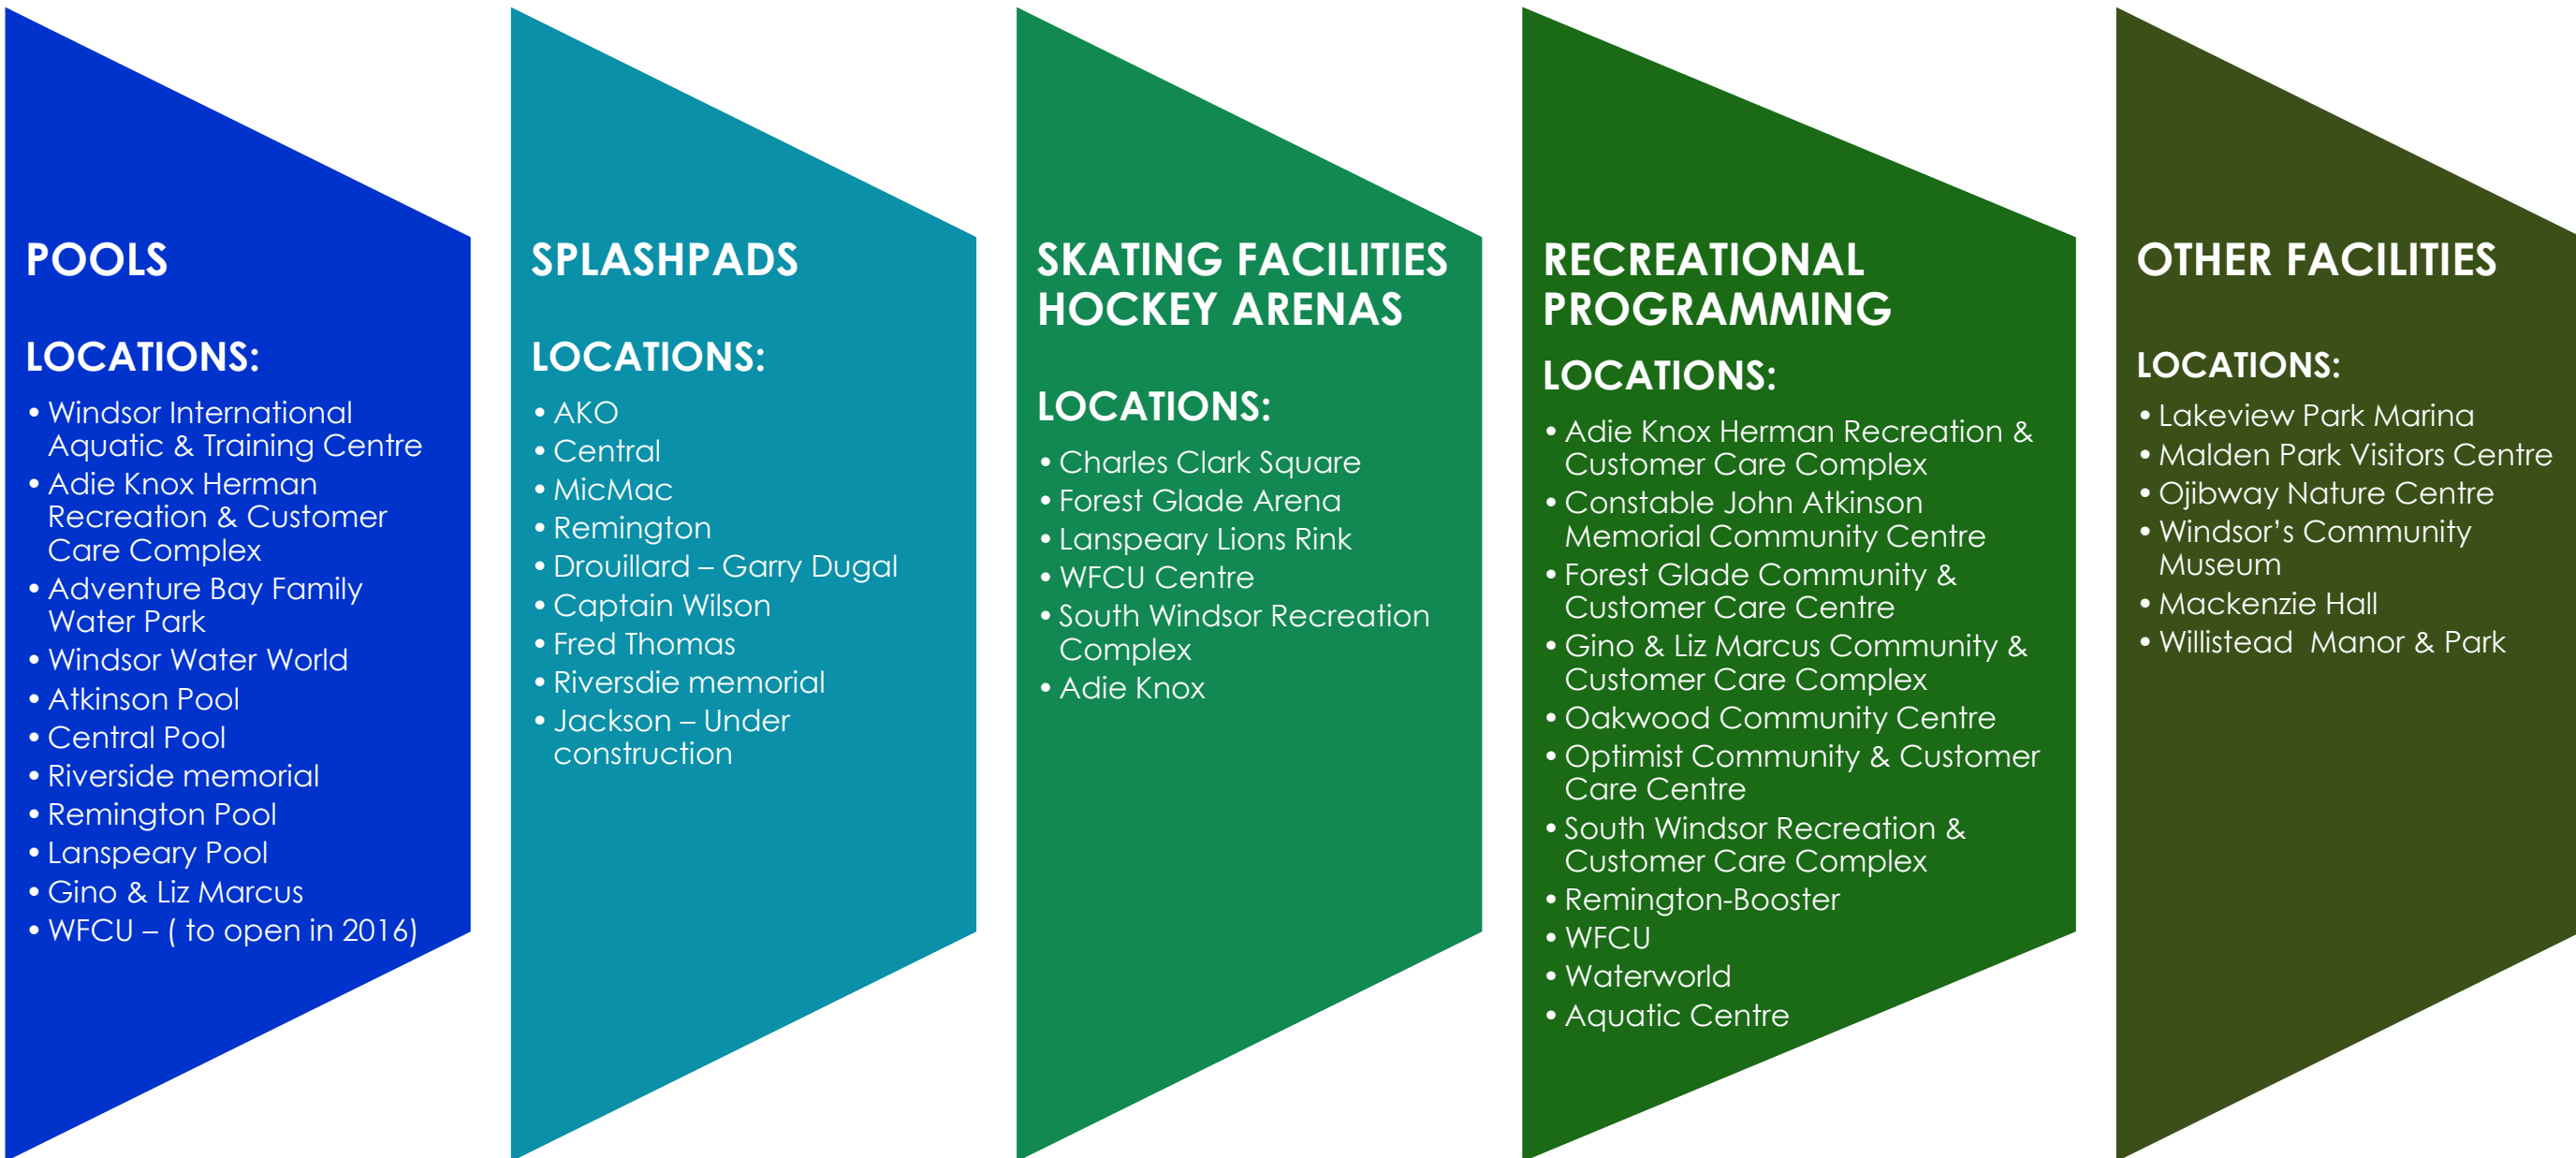 POOLS
LOCATIONS:
• Windsor International
Aquatic & Training Centre
• Adie Knox Herman
Recreation & Customer
Care Complex
• Adventure Bay Family
Water Park
• Windsor Water World
• Atkinson Pool
• Central Pool
• Riverside memorial
• Remington Pool
• Lanspeary Pool
• Gino & Liz Marcus
• WFCU – ( to open in 2016)
SPLASHPADS
LOCATIONS:
• AKO
• Central
• MicMac
• Remington
• Drouillard – Garry Dugal
• Captain Wilson
• Fred Thomas
• Riversdie memorial
• Jackson – Under
construction
SKATING FACILITIES
HOCKEY ARENAS
LOCATIONS:
• Charles Clark Square
• Forest Glade Arena
• Lanspeary Lions Rink
• WFCU Centre
• South Windsor Recreation
Complex
• Adie Knox
RECREATIONAL
PROGRAMMING
LOCATIONS:
• Adie Knox Herman Recreation &
Customer Care Complex
• Constable John Atkinson
Memorial Community Centre
• Forest Glade Community &
Customer Care Centre
• Gino & Liz Marcus Community &
Customer Care Complex
• Oakwood Community Centre
• Optimist Community & Customer
Care Centre
• South Windsor Recreation &
Customer Care Complex
• Remington-Booster
• WFCU
• Waterworld
• Aquatic Centre
OTHER FACILITIES
LOCATIONS:
• Lakeview Park Marina
• Malden Park Visitors Centre
• Ojibway Nature Centre
• Windsor’s Community
Museum
• Mackenzie Hall
• Willistead  Manor & Park